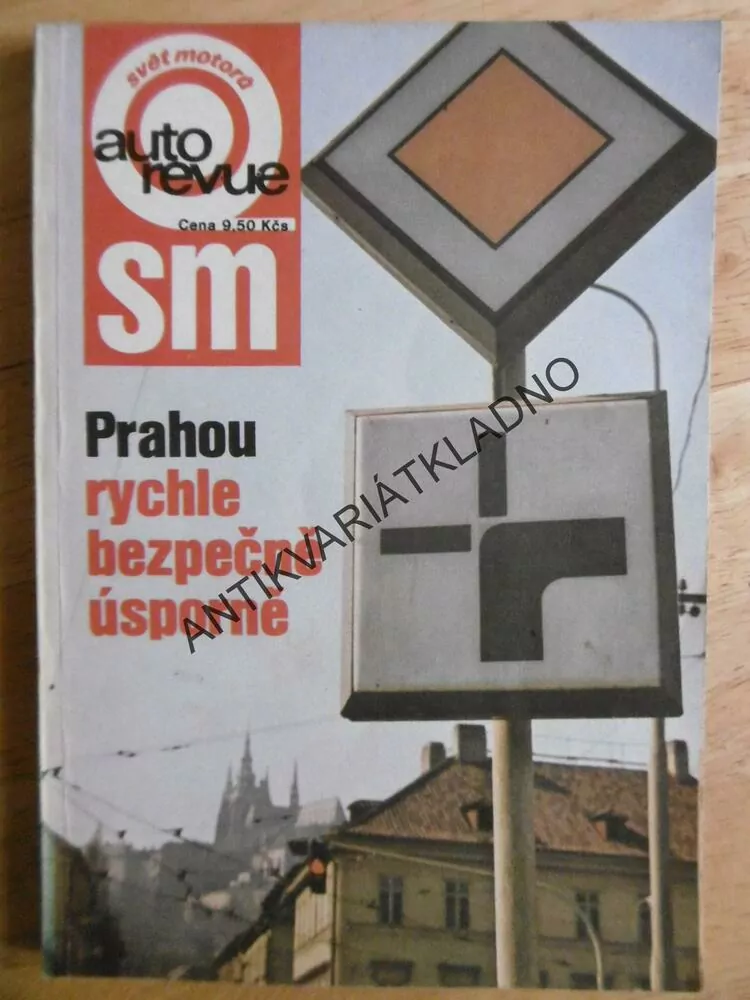 svět motorů
auto
revue
Cena 9,50 Kčs
sm
Prahou
rychle
bezpečně
úsporně
ANTIKVARIÁTKLADNO